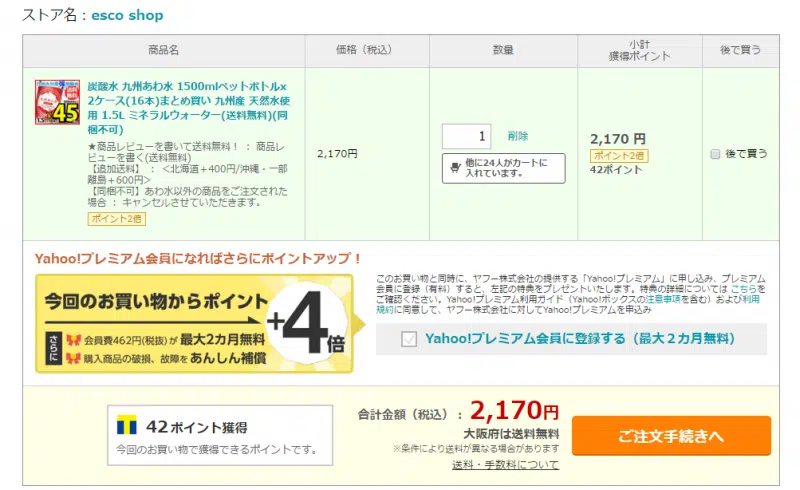 ストア名：esco shop
商品名
価格（税込）
数量
小計
獲得ポイント
後で買う
45
炭酸水 九州あわ水 1500mlペットボトルx
2ケース(16本)まとめ買い 九州産 天然水使
用 1.5L ミネラルウォーター(送料無料)(同
梱不可)
★商品レビューを書いて送料無料！ ： 商品レ
ビューを書く(送料無料)
【追加送料】 ： <北海道＋400円/沖縄・一部
離島＋600円>
【同梱不可】あわ水以外の商品をご注文された
場合 ： キャンセルさせていただきます。
ポイント2倍
2,170円
1
削除
他に24人がカートに
入れています。
2,170 円
ポイント2倍
42ポイント
後で買う
Yahoo!プレミアム会員になればさらにポイントアップ！
今回のお買い物からポイント
+4倍
さらに
会員費462円(税抜)が 最大2カ月無料
購入商品の破損、故障を あんしん補償
このお買い物と同時に、ヤフー株式会社の提供する「Yahoo!プレミアム」に申し込み、プレミアム
会員に登録（有料）すると、左記の特典をプレゼントいたします。特典の詳細については こちらを
ご確認ください。Yahoo!プレミアム利用ガイド（Yahoo!ボックスの注意事項を含む）および利用
規約に同意して、ヤフー株式会社に対してYahoo!プレミアムを申込み
Yahoo!プレミアム会員に登録する（最大２カ月無料）
42ポイント獲得
今回のお買い物で獲得できるポイントです。
合計金額（税込）： 2,170円
大阪府は送料無料
※条件により送料が異なる場合があります
送料・手数料について
ご注文手続きへ